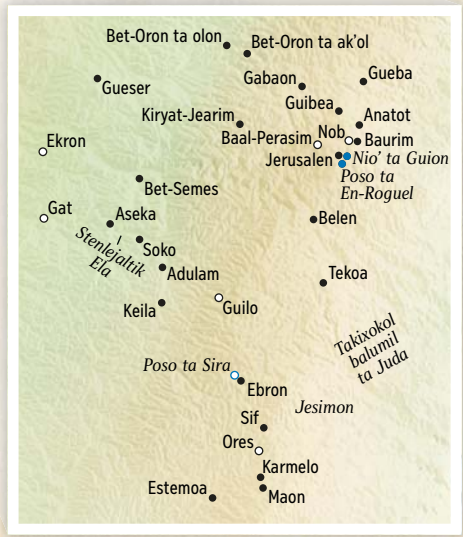 Bet-Oron ta olon
Bet-Oron ta ak'ol
Gueser
Gabaon
Gueba
Guibea
Kiryat-Jearim
Anatot
Ekron
Baal-Perasim
Nob
Baurim
Jerusalen
Nio' ta Guion
Poso ta
En-Roguel
Bet-Semes
Gat
Aseka
Belen
Stenlejaltik
Ela
Soko
Adulam
Tekoa
Keila
Guilo
Takixokol
balumil
ta Juda
Poso ta Sira
Ebron
Jesimon
Sif
Ores
Karmelo
Estemoa
Maon